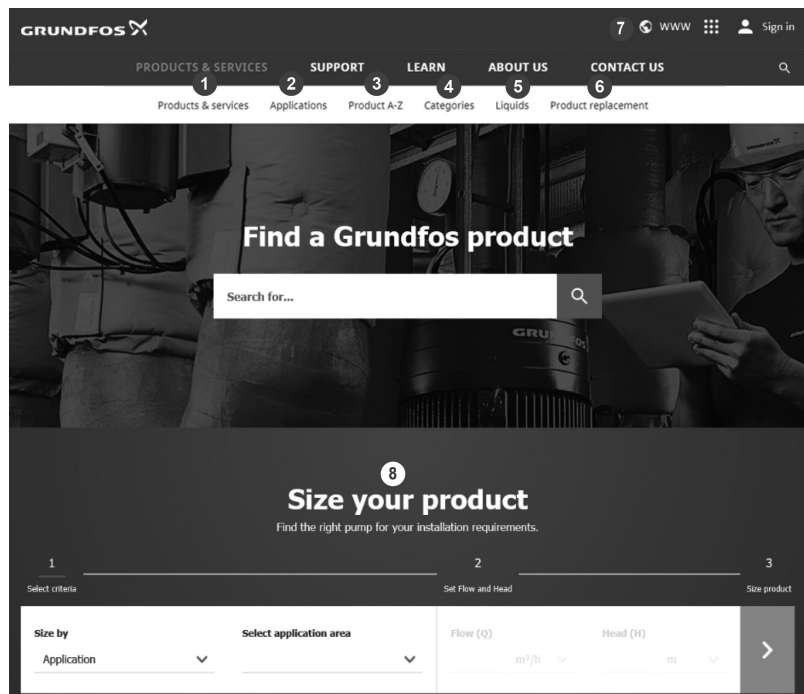 GRUNDFOS
7 WWW Sign in
PRODUCTS & SERVICES SUPPORT LEARN ABOUT US CONTACT US
1 2 3 4 5 6
Products & services Applications Product A-Z Categories Liquids Product replacement
Find a Grundfos product
Search for...
8
Size your product
Find the right pump for your installation requirements.
1 2 3
Select criteria Set Flow and Head Size product
Size by Select application area Flow (Q) Head (H)
Application m³/h m